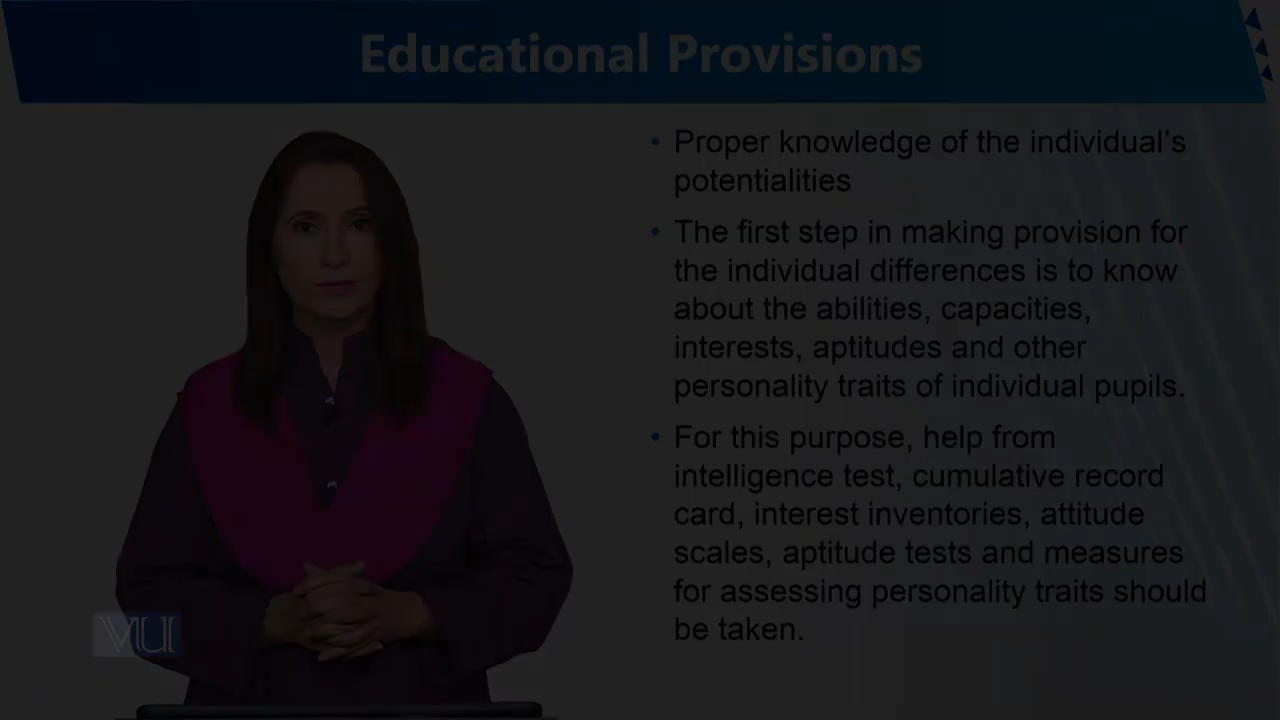 Educational Provisions
• Proper knowledge of the individual's
potentialities
• The first step in making provision for
the individual differences is to know
about the abilities, capacities,
interests, aptitudes and other
personality traits of individual pupils.
• For this purpose, help from
intelligence test, cumulative record
card, interest inventories, attitude
scales, aptitude tests and measures
for assessing personality traits should
be taken.
VU